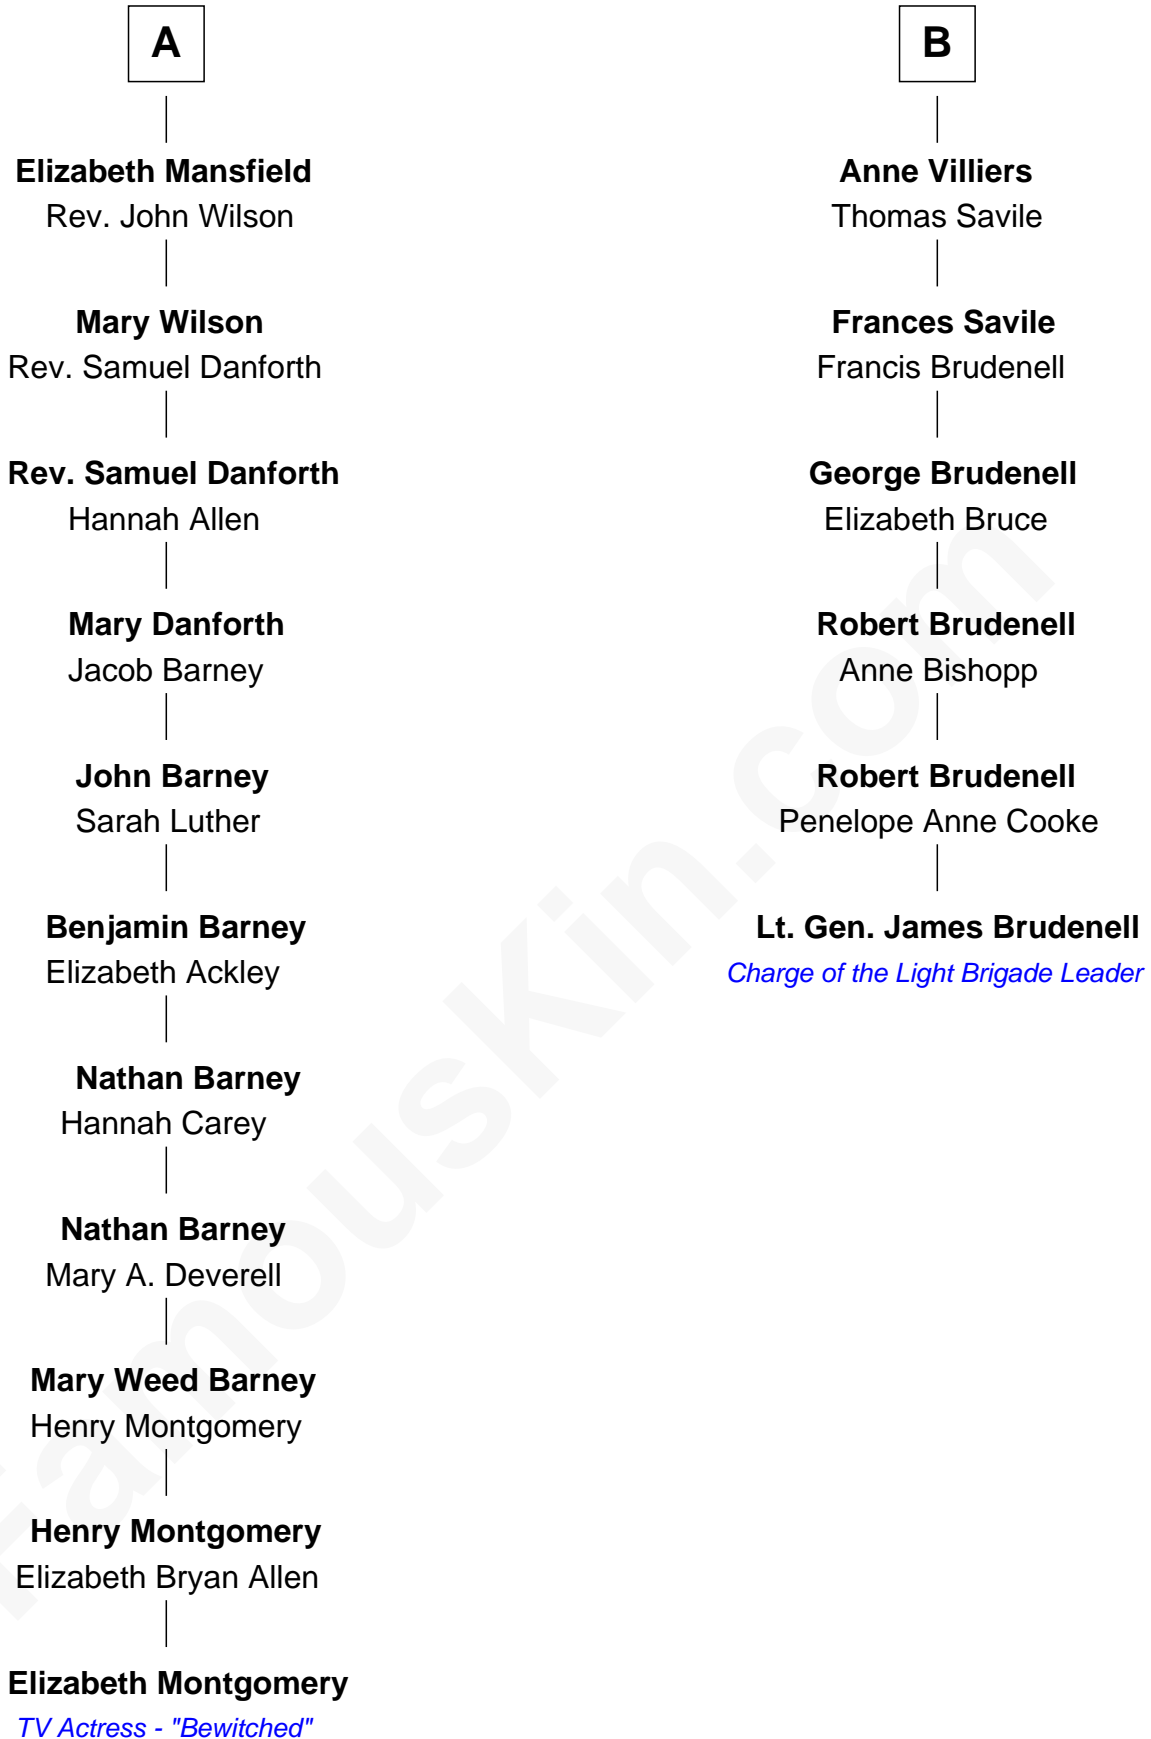 A
Elizabeth Mansfield
Rev. John Wilson
Mary Wilson
Rev. Samuel Danforth
Rev. Samuel Danforth
Hannah Allen
Mary Danforth
Jacob Barney
John Barney
Sarah Luther
Benjamin Barney
Elizabeth Ackley
Nathan Barney
Hannah Carey
Nathan Barney
Mary A. Deverell
Mary Weed Barney
Henry Montgomery
Henry Montgomery
Elizabeth Bryan Allen
Elizabeth Montgomery
TV Actress - "Bewitched"
B
Anne Villiers
Thomas Savile
Frances Savile
Francis Brudenell
George Brudenell
Elizabeth Bruce
Robert Brudenell
Anne Bishopp
Robert Brudenell
Penelope Anne Cooke
Lt. Gen. James Brudenell
Charge of the Light Brigade Leader
FamousKin.com